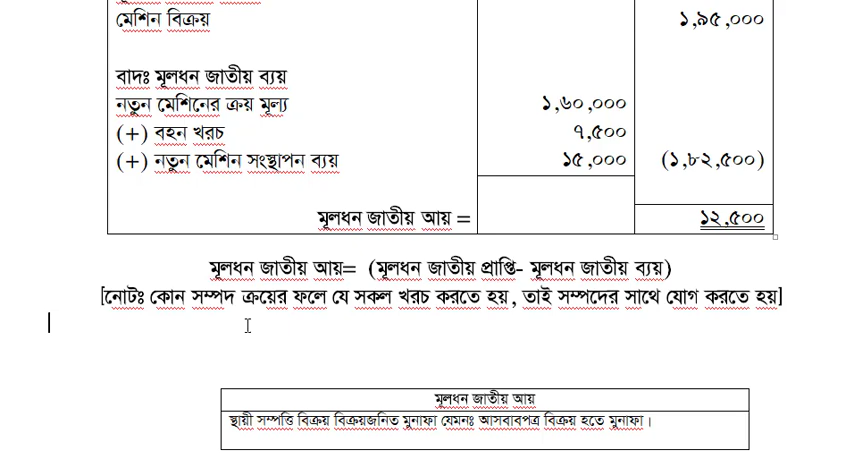 মেশিন বিক্রয় ১,৯৫,০০০
বাদঃ মূলধন জাতীয় ব্যয়
নতুন মেশিনের ক্রয় মূল্য ১,৬০,০০০
(+) বহন খরচ ৭,৫০০
(+) নতুন মেশিন সংস্থাপন ব্যয় ১৫,০০০ (১,৮২,৫০০)
মূলধন জাতীয় আয় = ১২,৫০০
মূলধন জাতীয় আয়= (মূলধন জাতীয় প্রাপ্তি- মূলধন জাতীয় ব্যয়)
[নোটঃ কোন সম্পদ ক্রয়ের ফলে যে সকল খরচ করতে হয়, তাই সম্পদের সাথে যোগ করতে হয়]
মূলধন জাতীয় আয়
স্থায়ী সম্পত্তি বিক্রয় বিক্রয়জনিত মুনাফা যেমনঃ আসবাবপত্র বিক্রয় হতে মুনাফা।